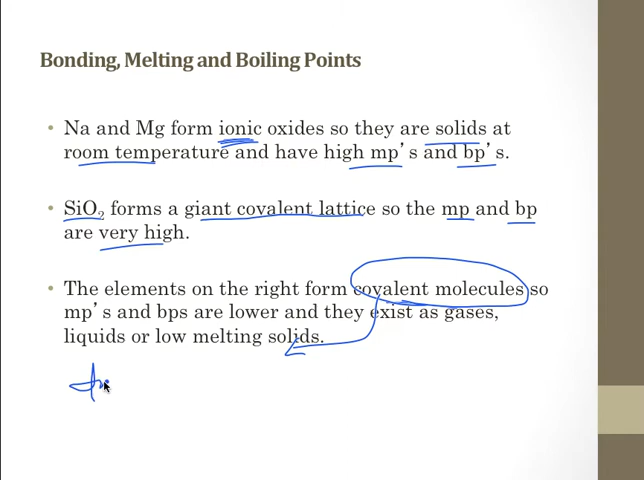 Bonding, Melting and Boiling Points
• Na and Mg form ionic oxides so they are solids at
room temperature and have high mp's and bp's.
• SiO₂ forms a giant covalent lattice so the mp and bp
are very high.
• The elements on the right form covalent molecules so
mp's and bps are lower and they exist as gases,
liquids or low melting solids.